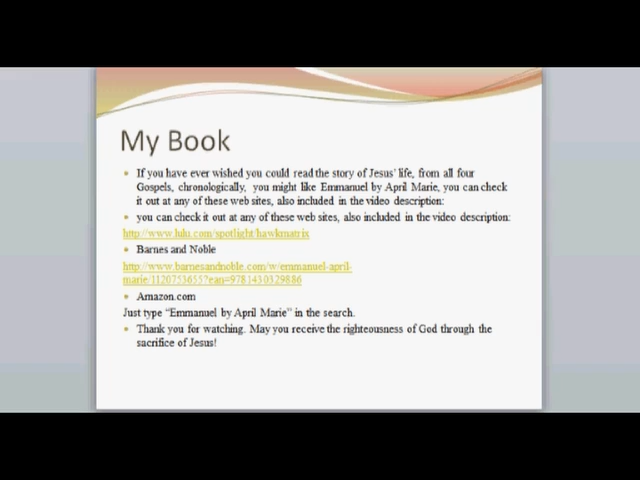 My Book
• If you have ever wished you could read the story of Jesus' life, from all four
Gospels, chronologically, you might like Emmanuel by April Marie, you can check
it out at any of these web sites, also included in the video description:
• you can check it out at any of these web sites, also included in the video description:
http://www.lulu.com/spotlight/hawkmatrix
• Barnes and Noble
http://www.barnesandnoble.com/w/emmanuel-april-
marie/1120753655?ean=9781430329886
• Amazon.com
Just type “Emmanuel by April Marie” in the search.
• Thank you for watching. May you receive the righteousness of God through the
sacrifice of Jesus!